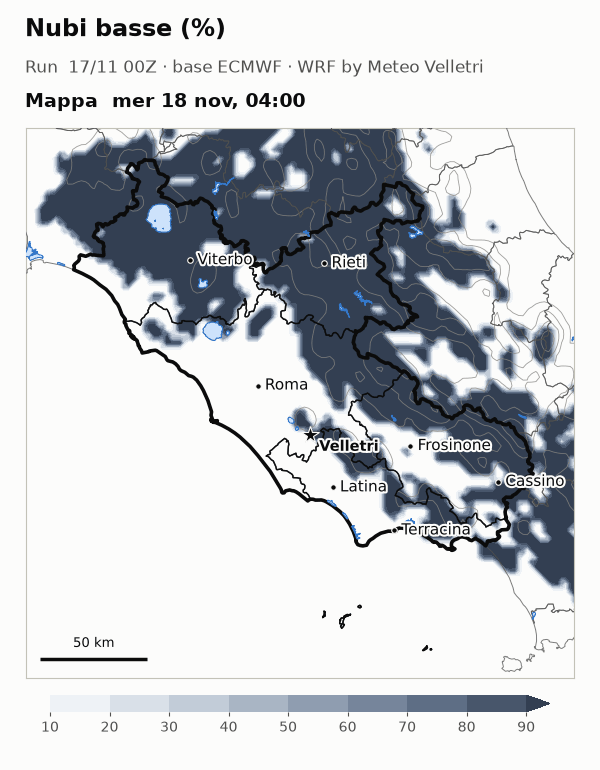 Nubi basse (%)
Run  17/11 00Z · base ECMWF · WRF by Meteo Velletri
Mappa  mer 18 nov, 04:00
Viterbo
Rieti
Roma
Velletri
Frosinone
Cassino
Latina
Terracina
50 km
10 20 30 40 50 60 70 80 90